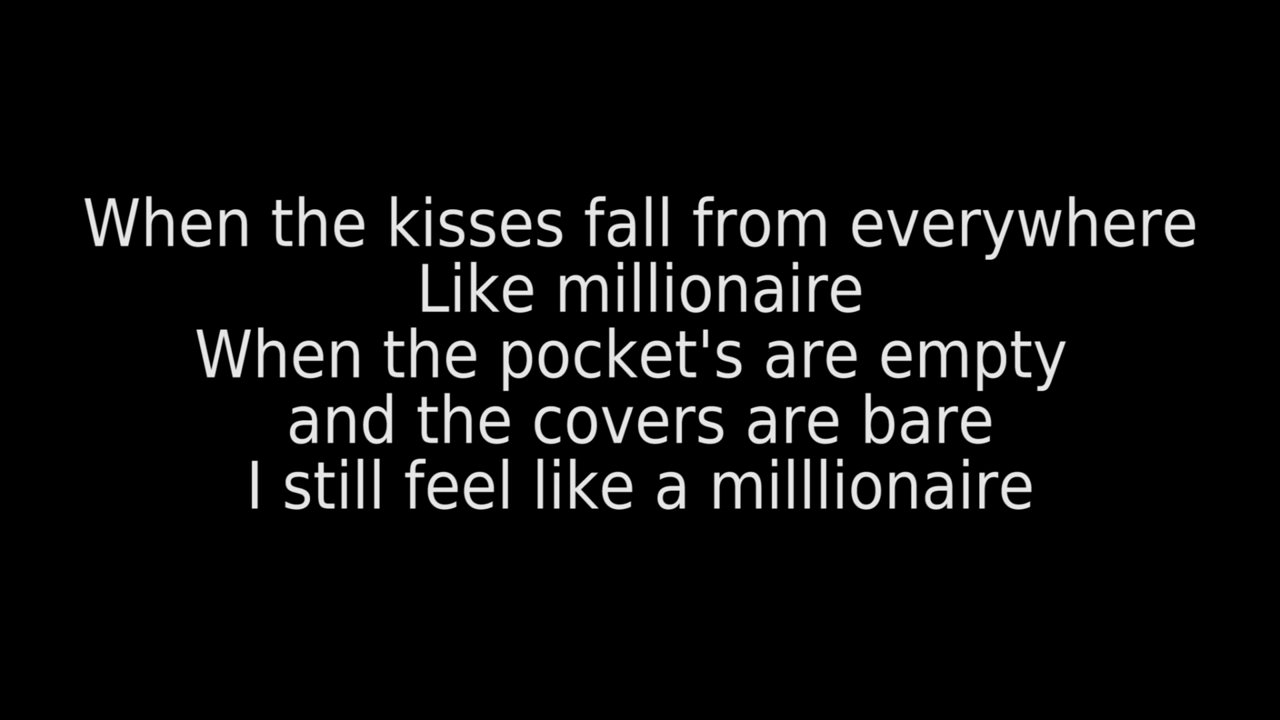 When the kisses fall from everywhere
Like millionaire
When the pocket's are empty
and the covers are bare
I still feel like a milllionaire